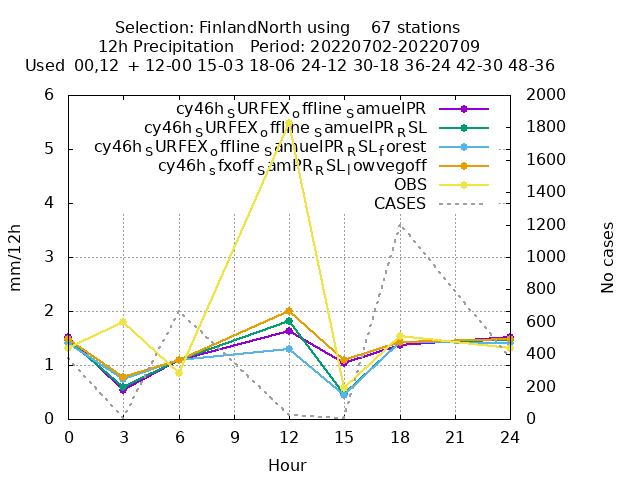 Selection: FinlandNorth using    67 stations
12h Precipitation   Period: 20220702-20220709
Used  00,12  + 12-00 15-03 18-06 24-12 30-18 36-24 42-30 48-36
cy46h_SURFEX_offline_SamuelPR
cy46h_SURFEX_offline_SamuelPR_RSL
cy46h_SURFEX_offline_SamuelPR_RSL_forest
cy46h_sfxoff_SamPR_RSL_lowvegoff
OBS
CASES
mm/12h
6
5
4
3
2
1
0
2000
1800
1600
1400
1200
1000
800
600
400
200
0
No cases
0 3 6 9 12 15 18 21 24
Hour